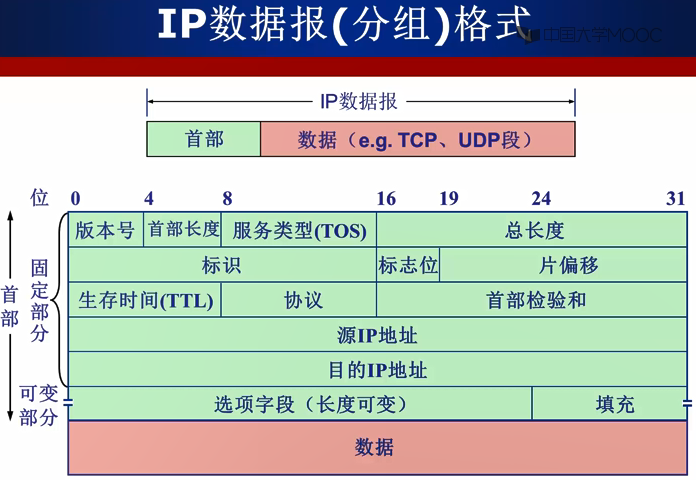 IP数据报(分组)格式
中国大学MOOC
IP数据报
首部 数据（e.g. TCP、UDP段）
位 0 4 8 16 19 24 31
版本号 首部长度 服务类型(TOS) 总长度
标识 标志位 片偏移
生存时间(TTL) 协议 首部检验和
源IP地址
目的IP地址
选项字段（长度可变） 填充
数据
首部
固定部分
可变部分